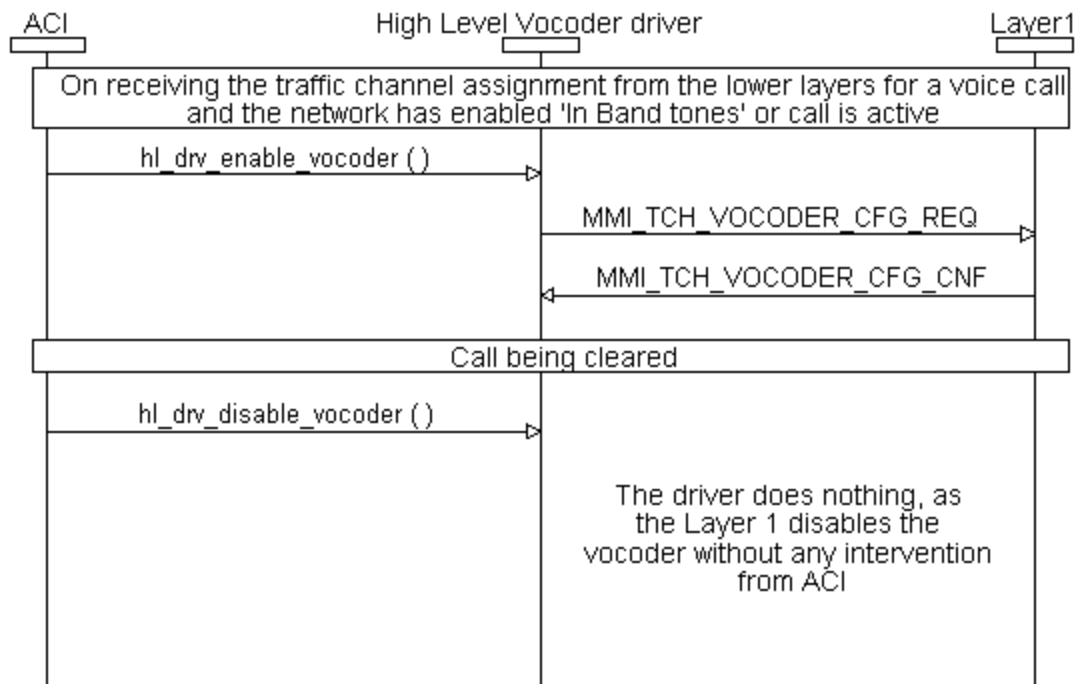 ACI
High Level Vocoder driver
Layer1
On receiving the traffic channel assignment from the lower layers for a voice call
and the network has enabled 'In Band tones' or call is active
hl_drv_enable_vocoder ( )
MMI_TCH_VOCODER_CFG_REQ
MMI_TCH_VOCODER_CFG_CNF
Call being cleared
hl_drv_disable_vocoder ( )
The driver does nothing, as
the Layer 1 disables the
vocoder without any intervention
from ACI